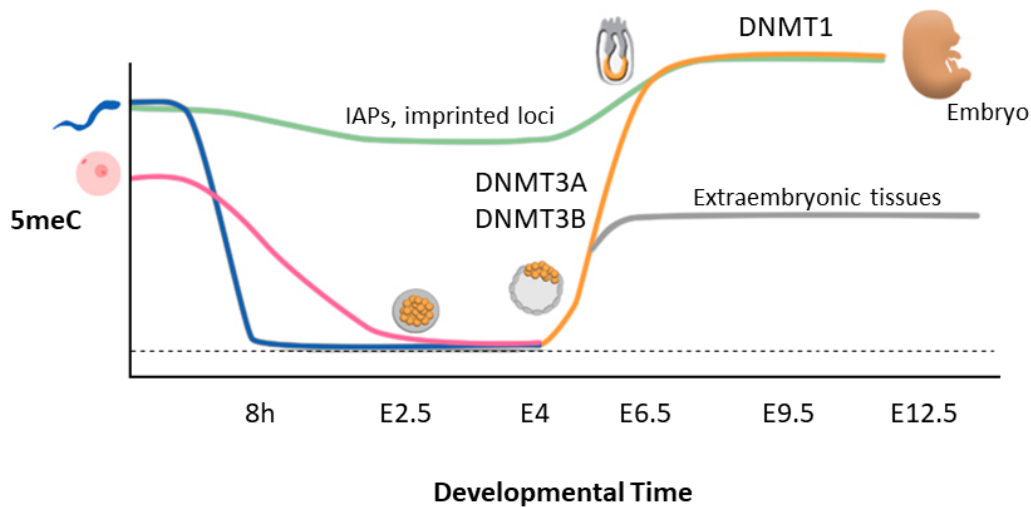 DNMT1
Embryo
IAPs, imprinted loci
DNMT3A
DNMT3B
Extraembryonic tissues
5meC
8h E2.5 E4 E6.5 E9.5 E12.5
Developmental Time